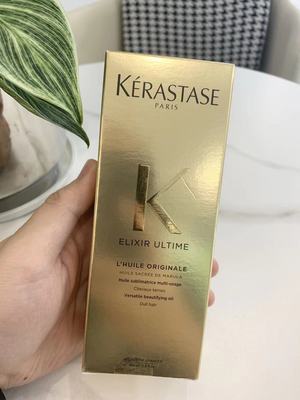 KÉRASTASE
PARIS
K
ELIXIR ULTIME
L'HUILE ORIGINALE
HUILE SACRÉE DE MARULA
Huile sublimatrice multi-usage
Cheveux ternes
Versatile beautifying oil
Dull hair